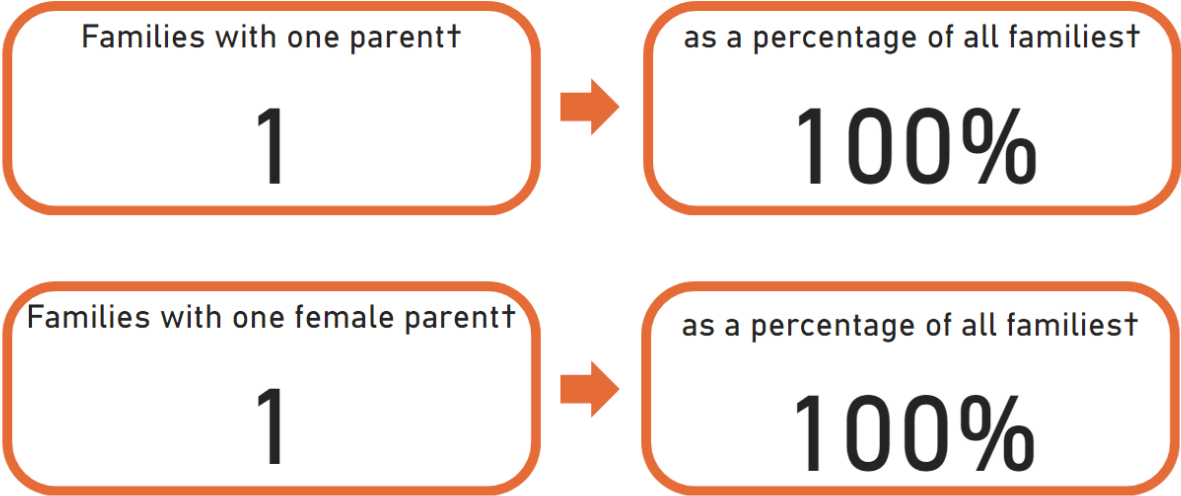 Families with one parent†
1
as a percentage of all families†
100%
Families with one female parent†
1
as a percentage of all families†
100%